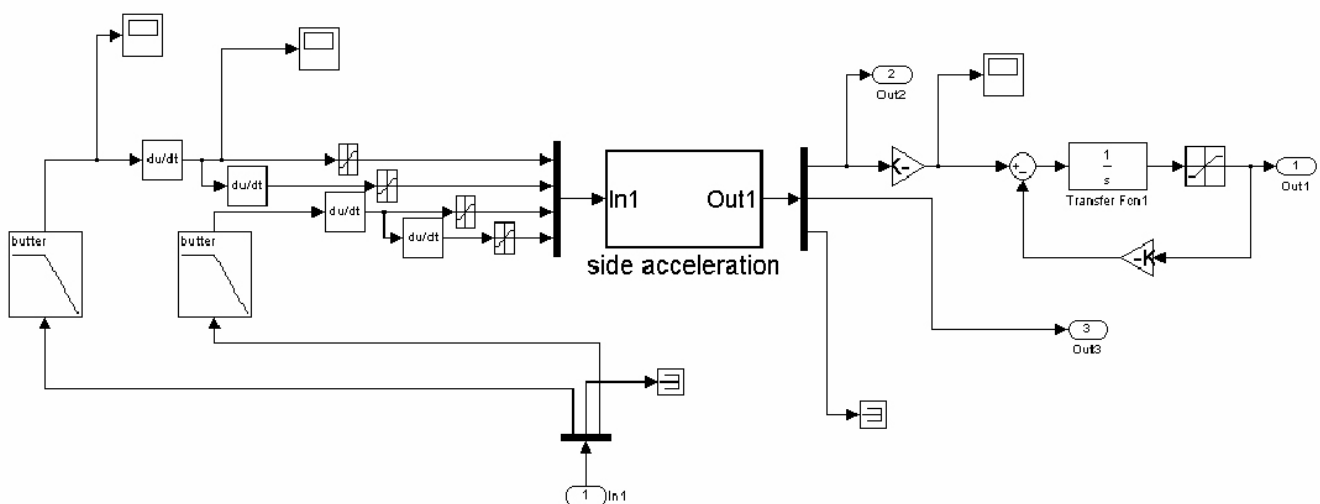 2
Out2
K-
1
s
1
Out1
Transfer Fcn1
du/dt
du/dt
du/dt
du/dt
In1
Out1
butter
butter
side acceleration
-K
3
Out3
1
In1